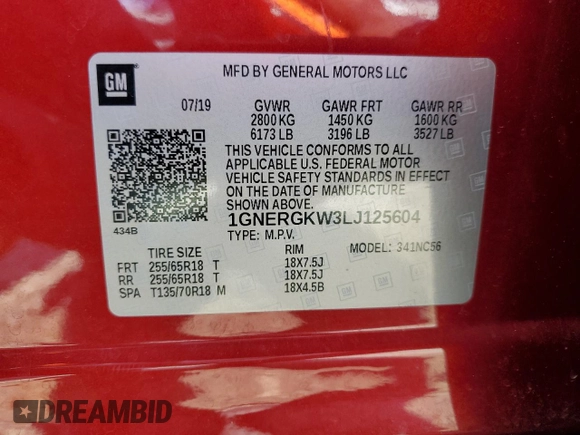 GM
MFD BY GENERAL MOTORS LLC
07/19 GVWR GAWR FRT GAWR RR
2800 KG 1450 KG 1600 KG
6173 LB 3196 LB 3527 LB
THIS VEHICLE CONFORMS TO ALL
APPLICABLE U.S. FEDERAL MOTOR
VEHICLE SAFETY STANDARDS IN EFFECT
ON THE DATE OF MANUFACTURE
SHOWN ABOVE.
434B
1GNERGKW3LJ125604
TYPE: M.P.V. MODEL: 341NC56
TIRE SIZE RIM
FRT 255/65R18 T 18X7.5J
RR 255/65R18 T 18X7.5J
SPA T135/70R18 M 18X4.5B
DREAMBID